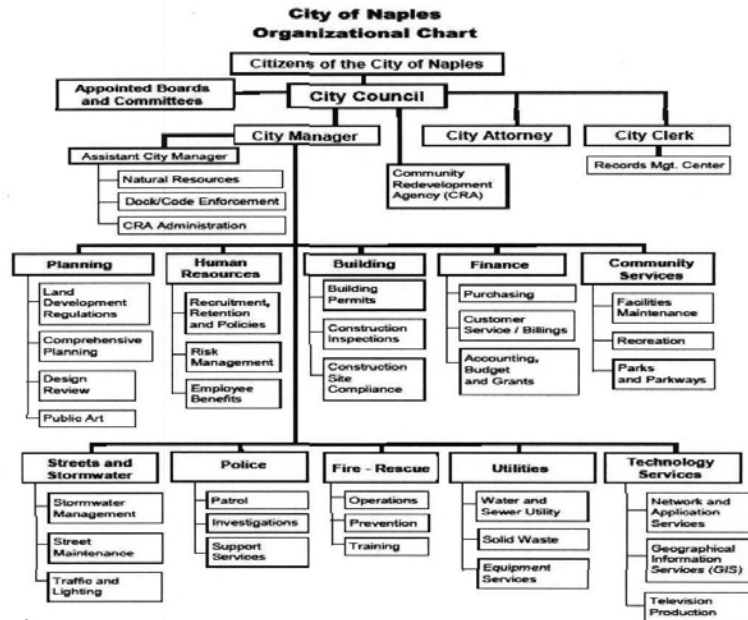 City of Naples
Organizational Chart
Citizens of the City of Naples
Appointed Boards
and Committees
City Council
City Manager
City Attorney
City Clerk
Assistant City Manager
Natural Resources
Dock/Code Enforcement
CRA Administration
Community
Redevelopment
Agency (CRA)
Records Mgt. Center
Planning
Land
Development
Regulations
Comprehensive
Planning
Design
Review
Public Art
Human
Resources
Recruitment,
Retention
and Policies
Risk
Management
Employee
Benefits
Building
Building
Permits
Construction
Inspections
Construction
Site
Compliance
Finance
Purchasing
Customer
Service / Billings
Accounting,
Budget
and Grants
Community
Services
Facilities
Maintenance
Recreation
Parks
and Parkways
Streets and
Stormwater
Stormwater
Management
Street
Maintenance
Traffic and
Lighting
Police
Patrol
Investigations
Support
Services
Fire - Rescue
Operations
Prevention
Training
Utilities
Water and
Sewer Utility
Solid Waste
Equipment
Services
Technology
Services
Network and
Application
Services
Geographical
Information
Services (GIS)
Television
Production